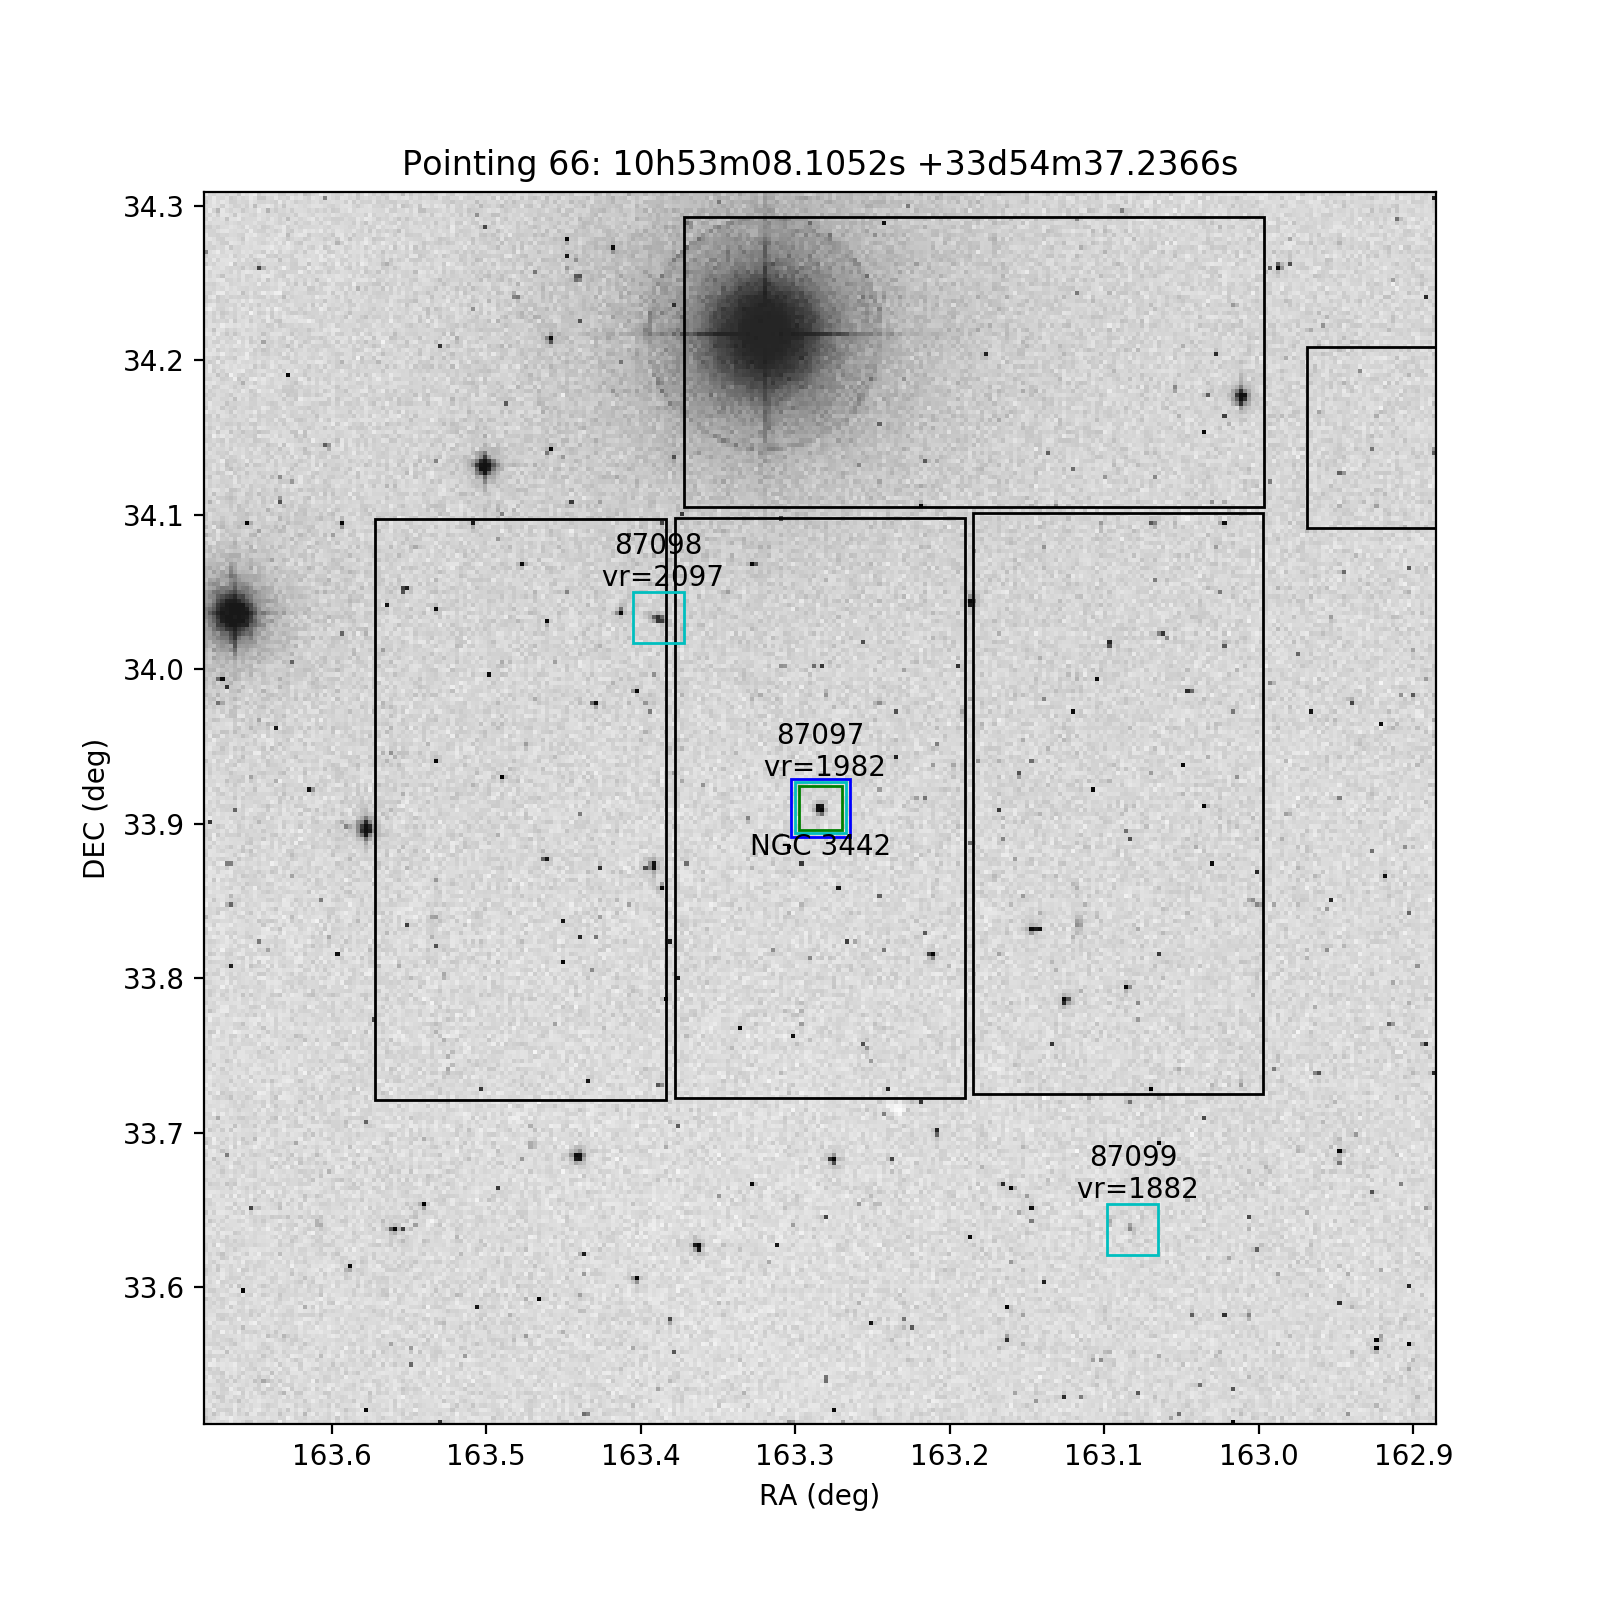 Pointing 66: 10h53m08.1052s +33d54m37.2366s
34.3
34.2
34.1
34.0
33.9
33.8
33.7
33.6
DEC (deg)
87098
vr=2097
87097
vr=1982
NGC 3442
87099
vr=1882
163.6 163.5 163.4 163.3 163.2 163.1 163.0 162.9
RA (deg)